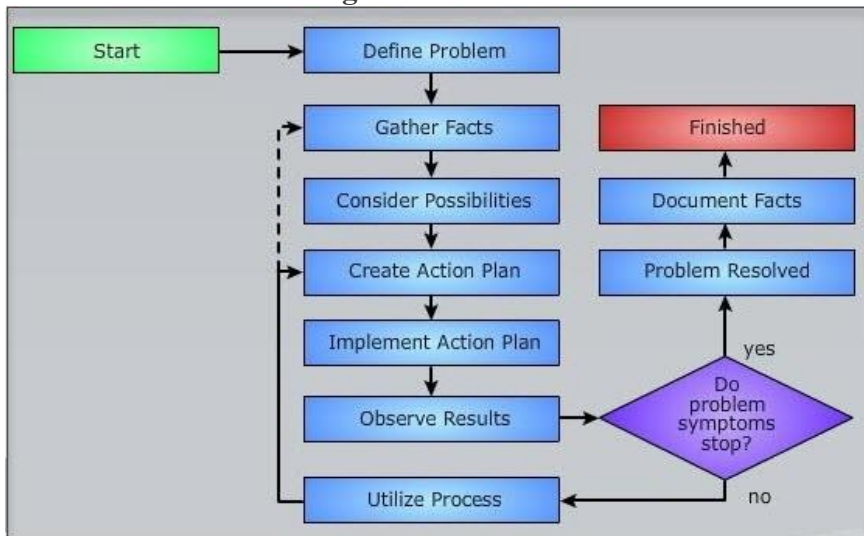 Start
Define Problem
Gather Facts
Finished
Consider Possibilities
Document Facts
Create Action Plan
Problem Resolved
Implement Action Plan
yes
Do
problem
symptoms
stop?
Observe Results
Utilize Process
no